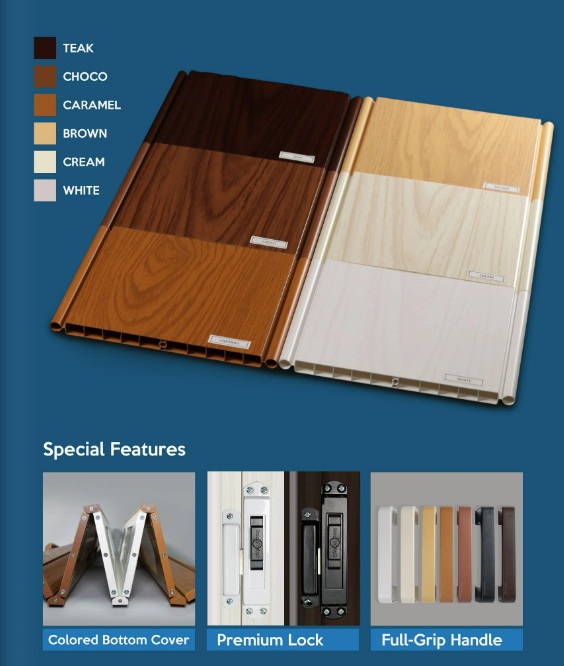 TEAK
CHOCO
CARAMEL
BROWN
CREAM
WHITE
Special Features
Colored Bottom Cover
Premium Lock
Full-Grip Handle